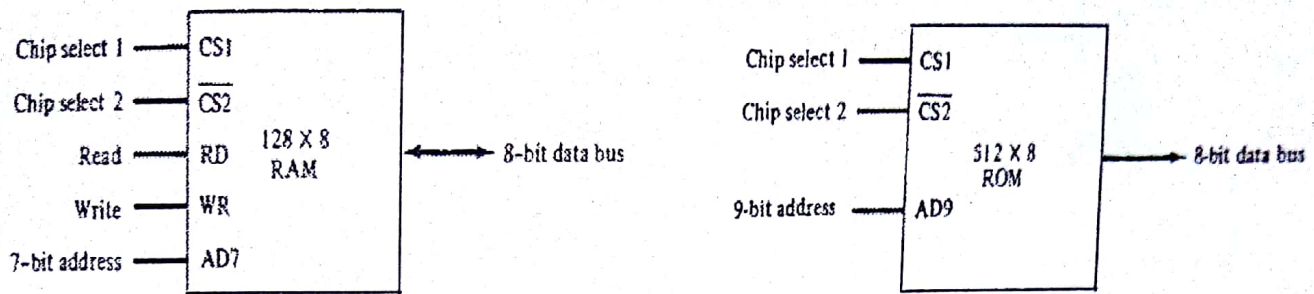 Chip select 1
CS1
Chip select 2
CS2
Read
RD
128 X 8
RAM
8-bit data bus
Write
WR
7-bit address
AD7
Chip select 1
CS1
Chip select 2
CS2
512 X 8
ROM
8-bit data bus
9-bit address
AD9